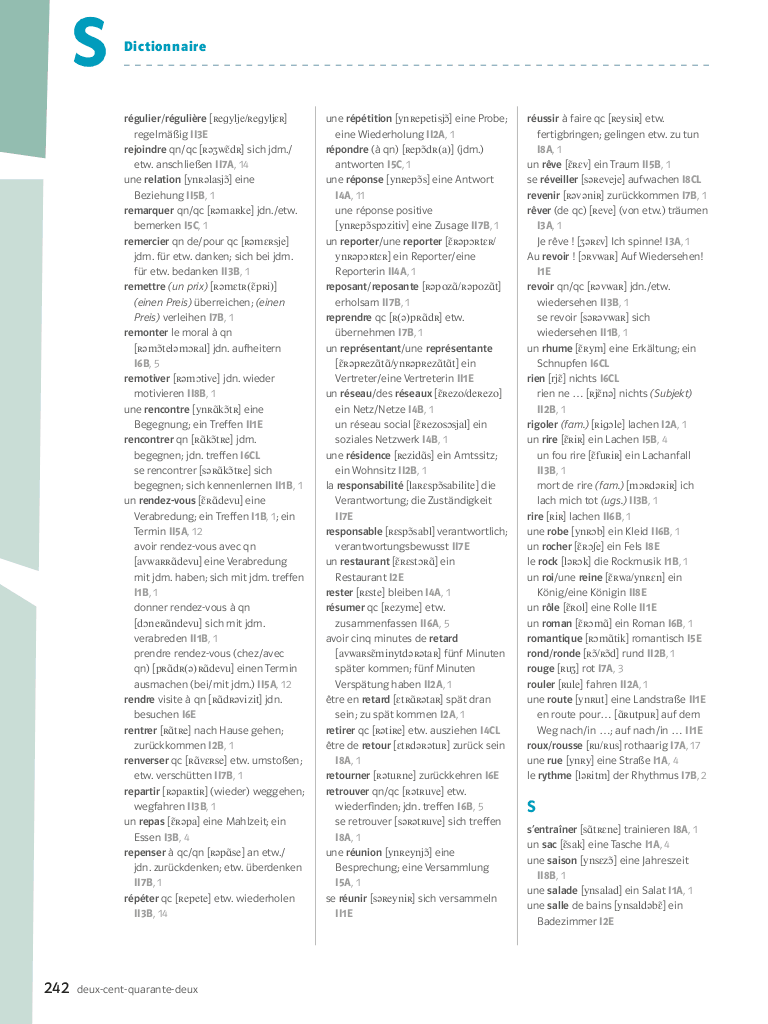 S
Dictionnaire
régulier/régulière [ʀeɡylje/ʀeɡyljɛʀ]
regelmäßig II3E
rejoindre qn/qc [ʀəʒwɛ̃dʀ] sich jdm./
etw. anschließen II7A, 14
une relation [ynʀəlasjɔ̃] eine
Beziehung II5B, 1
remarquer qn/qc [ʀəmaʀke] jdn./etw.
bemerken I5C, 1
remercier qn de/pour qc [ʀəmɛʀsje]
jdm. für etw. danken; sich bei jdm.
für etw. bedanken II3B, 1
remettre (un prix) [ʀəmɛtʀ(ɛ̃pʀi)]
(einen Preis) überreichen; (einen
Preis) verleihen I7B, 1
remonter le moral à qn
[ʀəmɔ̃teləmɔʀal] jdn. aufheitern
I6B, 5
remotiver [ʀəmɔtive] jdn. wieder
motivieren II8B, 1
une rencontre [ynʀɑ̃kɔ̃tʀ] eine
Begegnung; ein Treffen II1E
rencontrer qn [ʀɑ̃kɔ̃tʀe] jdm.
begegnen; jdn. treffen I6CL
se rencontrer [səʀɑ̃kɔ̃tʀe] sich
begegnen; sich kennenlernen II1B, 1
un rendez-vous [ɛ̃ʀɑ̃devu] eine
Verabredung; ein Treffen I1B, 1; ein
Termin II5A, 12
avoir rendez-vous avec qn
[avwaʀʀɑ̃devu] eine Verabredung
mit jdm. haben; sich mit jdm. treffen
I1B, 1
donner rendez-vous à qn
[dɔneʀɑ̃devu] sich mit jdm.
verabreden II1B, 1
prendre rendez-vous (chez/avec
qn) [pʀɑ̃dʀ(ə)ʀɑ̃devu] einen Termin
ausmachen (bei/mit jdm.) II5A, 12
rendre visite à qn [ʀɑ̃dʀəvizit] jdn.
besuchen I6E
rentrer [ʀɑ̃tʀe] nach Hause gehen;
zurückkommen I2B, 1
renverser qc [ʀɑ̃vɛʀse] etw. umstoßen;
etw. verschütten II7B, 1
repartir [ʀəpaʀtiʀ] (wieder) weggehen;
wegfahren II3B, 1
un repas [ɛ̃ʀəpa] eine Mahlzeit; ein
Essen I3B, 4
repenser à qc/qn [ʀəpɑ̃se] an etw./
jdn. zurückdenken; etw. überdenken
II7B, 1
répéter qc [ʀepete] etw. wiederholen
II3B, 14
une répétition [ynʀepetisjɔ̃] eine Probe;
eine Wiederholung II2A, 1
répondre (à qn) [ʀepɔ̃dʀ(a)] (jdm.)
antworten I5C, 1
une réponse [ynʀepɔ̃s] eine Antwort
I4A, 11
une réponse positive
[ynʀepɔ̃spɔzitiv] eine Zusage II7B, 1
un reporter/une reporter [ɛ̃ʀəpɔʀtɛʀ/
ynʀəpɔʀtɛʀ] ein Reporter/eine
Reporterin II4A, 1
reposant/reposante [ʀəpozɑ̃/ʀəpozɑ̃t]
erholsam II7B, 1
reprendre qc [ʀ(ə)pʀɑ̃dʀ] etw.
übernehmen I7B, 1
un représentant/une représentante
[ɛ̃ʀəpʀezɑ̃tɑ̃/ynʀəpʀezɑ̃tɑ̃t] ein
Vertreter/eine Vertreterin II1E
un réseau/des réseaux [ɛ̃ʀezo/deʀezo]
ein Netz/Netze I4B, 1
un réseau social [ɛ̃ʀezosɔsjal] ein
soziales Netzwerk I4B, 1
une résidence [ʀezidɑ̃s] ein Amtssitz;
ein Wohnsitz II2B, 1
la responsabilité [laʀɛspɔ̃sabilite] die
Verantwortung; die Zuständigkeit
II7E
responsable [ʀɛspɔ̃sabl] verantwortlich;
verantwortungsbewusst II7E
un restaurant [ɛ̃ʀɛstɔʀɑ̃] ein
Restaurant I2E
rester [ʀɛste] bleiben I4A, 1
résumer qc [ʀezyme] etw.
zusammenfassen II6A, 5
avoir cinq minutes de retard
[avwaʀsɛ̃minytdəʀətaʀ] fünf Minuten
später kommen; fünf Minuten
Verspätung haben II2A, 1
être en retard [ɛtʀɑ̃ʀətaʀ] spät dran
sein; zu spät kommen I2A, 1
retirer qc [ʀətiʀe] etw. ausziehen I4CL
être de retour [ɛtʀdəʀətuʀ] zurück sein
I8A, 1
retourner [ʀətuʀne] zurückkehren I6E
retrouver qn/qc [ʀətʀuve] etw.
wiederfinden; jdn. treffen I6B, 5
se retrouver [səʀətʀuve] sich treffen
I8A, 1
une réunion [ynʀeynjɔ̃] eine
Besprechung; eine Versammlung
I5A, 1
se réunir [səʀeyniʀ] sich versammeln
II1E
réussir à faire qc [ʀeysiʀ] etw.
fertigbringen; gelingen etw. zu tun
I8A, 1
un rêve [ɛ̃ʀɛv] ein Traum II5B, 1
se réveiller [səʀeveje] aufwachen I8CL
revenir [ʀəvəniʀ] zurückkommen I7B, 1
rêver (de qc) [ʀeve] (von etw.) träumen
I3A, 1
Je rêve ! [ʒəʀɛv] Ich spinne! I3A, 1
Au revoir ! [ɔʀvwaʀ] Auf Wiedersehen!
I1E
revoir qn/qc [ʀəvwaʀ] jdn./etw.
wiedersehen II3B, 1
se revoir [səʀəvwaʀ] sich
wiedersehen II1B, 1
un rhume [ɛ̃ʀym] eine Erkältung; ein
Schnupfen I6CL
rien [ʀjɛ̃] nichts I6CL
rien ne … [ʀjɛ̃nə] nichts (Subjekt)
II2B, 1
rigoler (fam.) [ʀigɔle] lachen I2A, 1
un rire [ɛ̃ʀiʀ] ein Lachen I5B, 4
un fou rire [ɛ̃fuʀiʀ] ein Lachanfall
II3B, 1
mort de rire (fam.) [mɔʀdəʀiʀ] ich
lach mich tot (ugs.) II3B, 1
rire [ʀiʀ] lachen II6B, 1
une robe [ynʀɔb] ein Kleid II6B, 1
un rocher [ɛ̃ʀɔʃe] ein Fels I8E
le rock [ləʀɔk] die Rockmusik I1B, 1
un roi/une reine [ɛ̃ʀwa/ynʀɛn] ein
König/eine Königin II8E
un rôle [ɛ̃ʀol] eine Rolle II1E
un roman [ɛ̃ʀɔmɑ̃] ein Roman I6B, 1
romantique [ʀɔmɑ̃tik] romantisch I5E
rond/ronde [ʀɔ̃/ʀɔ̃d] rund II2B, 1
rouge [ʀuʒ] rot I7A, 3
rouler [ʀule] fahren II2A, 1
une route [ynʀut] eine Landstraße II1E
en route pour… [ɑ̃ʀutpuʀ] auf dem
Weg nach/in …; auf nach/in … II1E
roux/rousse [ʀu/ʀus] rothaarig I7A, 17
une rue [ynʀy] eine Straße I1A, 4
le rythme [ləʀitm] der Rhythmus I7B, 2
S
s’entraîner [sɑ̃tʀɛne] trainieren I8A, 1
un sac [ɛ̃sak] eine Tasche I1A, 4
une saison [ynsɛzɔ̃] eine Jahreszeit
II8B, 1
une salade [ynsalad] ein Salat I1A, 1
une salle de bains [ynsaldəbɛ̃] ein
Badezimmer I2E
242 deux-cent-quarante-deux